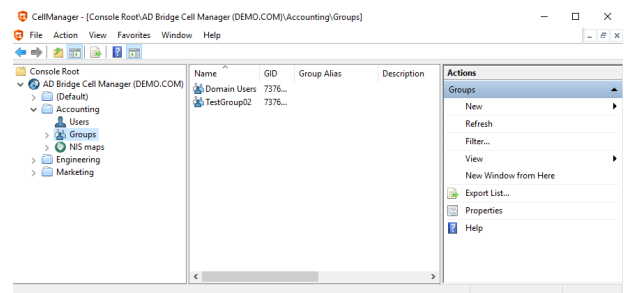 CellManager - [Console Root\AD Bridge Cell Manager (DEMO.COM)\Accounting\Groups]
File Action View Favorites Window Help
Console Root
AD Bridge Cell Manager (DEMO.COM)
(Default)
Accounting
Users
Groups
NIS maps
Engineering
Marketing
Name GID Group Alias Description
Domain Users 7376...
TestGroup02 7376...
Actions
Groups
New
Refresh
Filter...
View
New Window from Here
Export List...
Properties
Help